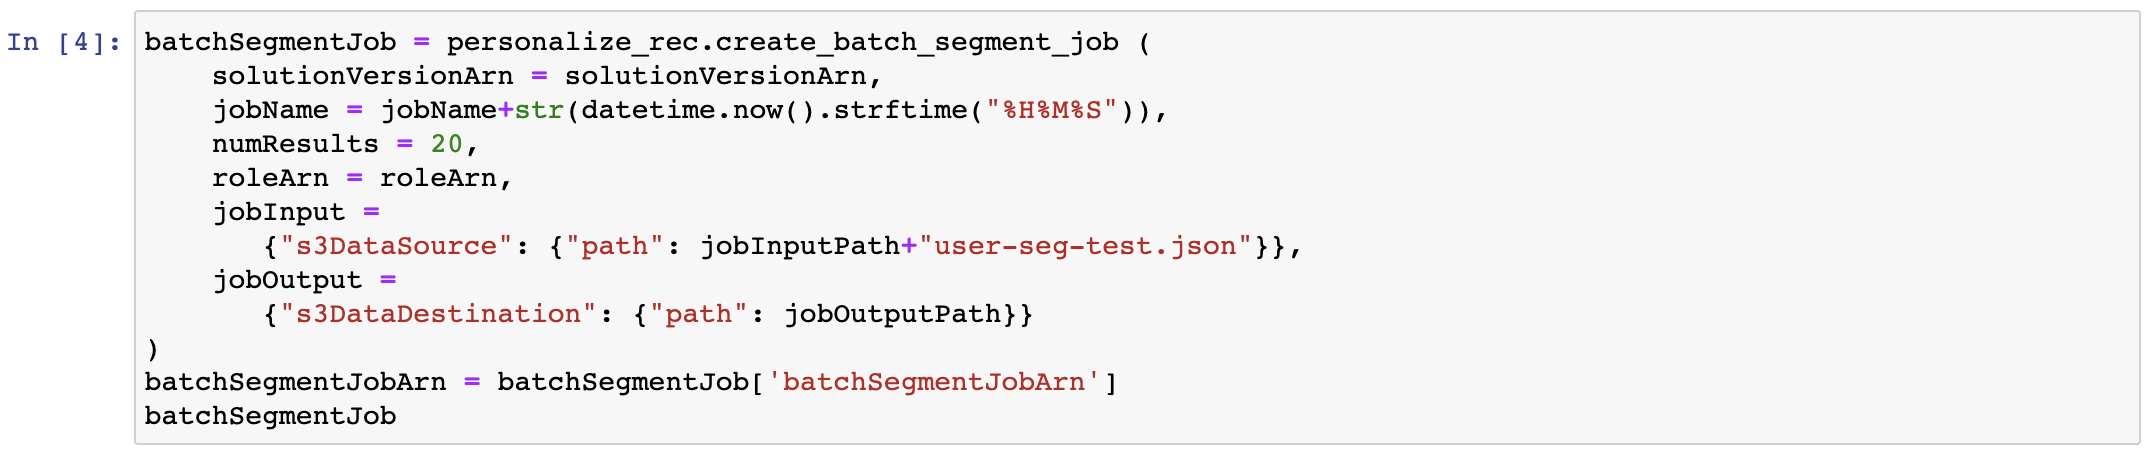 In [4]: batchSegmentJob = personalize_rec.create_batch_segment_job (
    solutionVersionArn = solutionVersionArn,
    jobName = jobName+str(datetime.now().strftime("%H%M%S")),
    numResults = 20,
    roleArn = roleArn,
    jobInput =
       {"s3DataSource": {"path": jobInputPath+"user-seg-test.json"}},
    jobOutput =
       {"s3DataDestination": {"path": jobOutputPath}}
)
batchSegmentJobArn = batchSegmentJob['batchSegmentJobArn']
batchSegmentJob